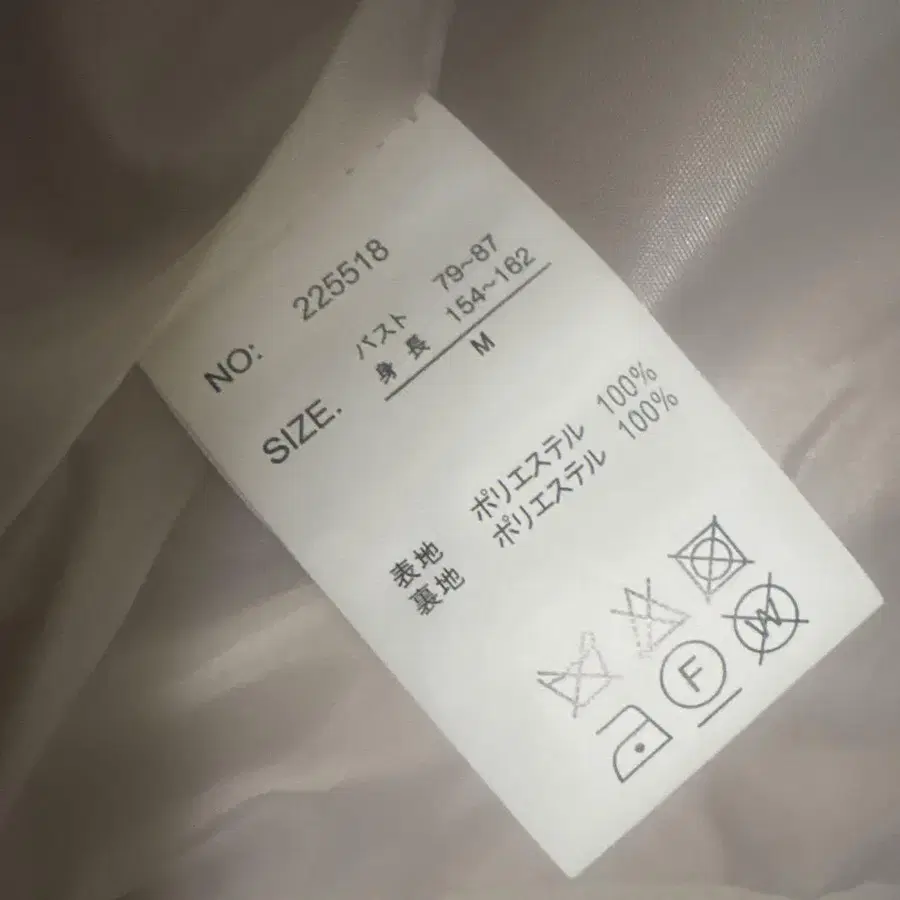 NO: 225518
SIZE. バスト 79~87
身長 154~162
M
表地 ポリエステル 100%
裏地 ポリエステル 100%
F W